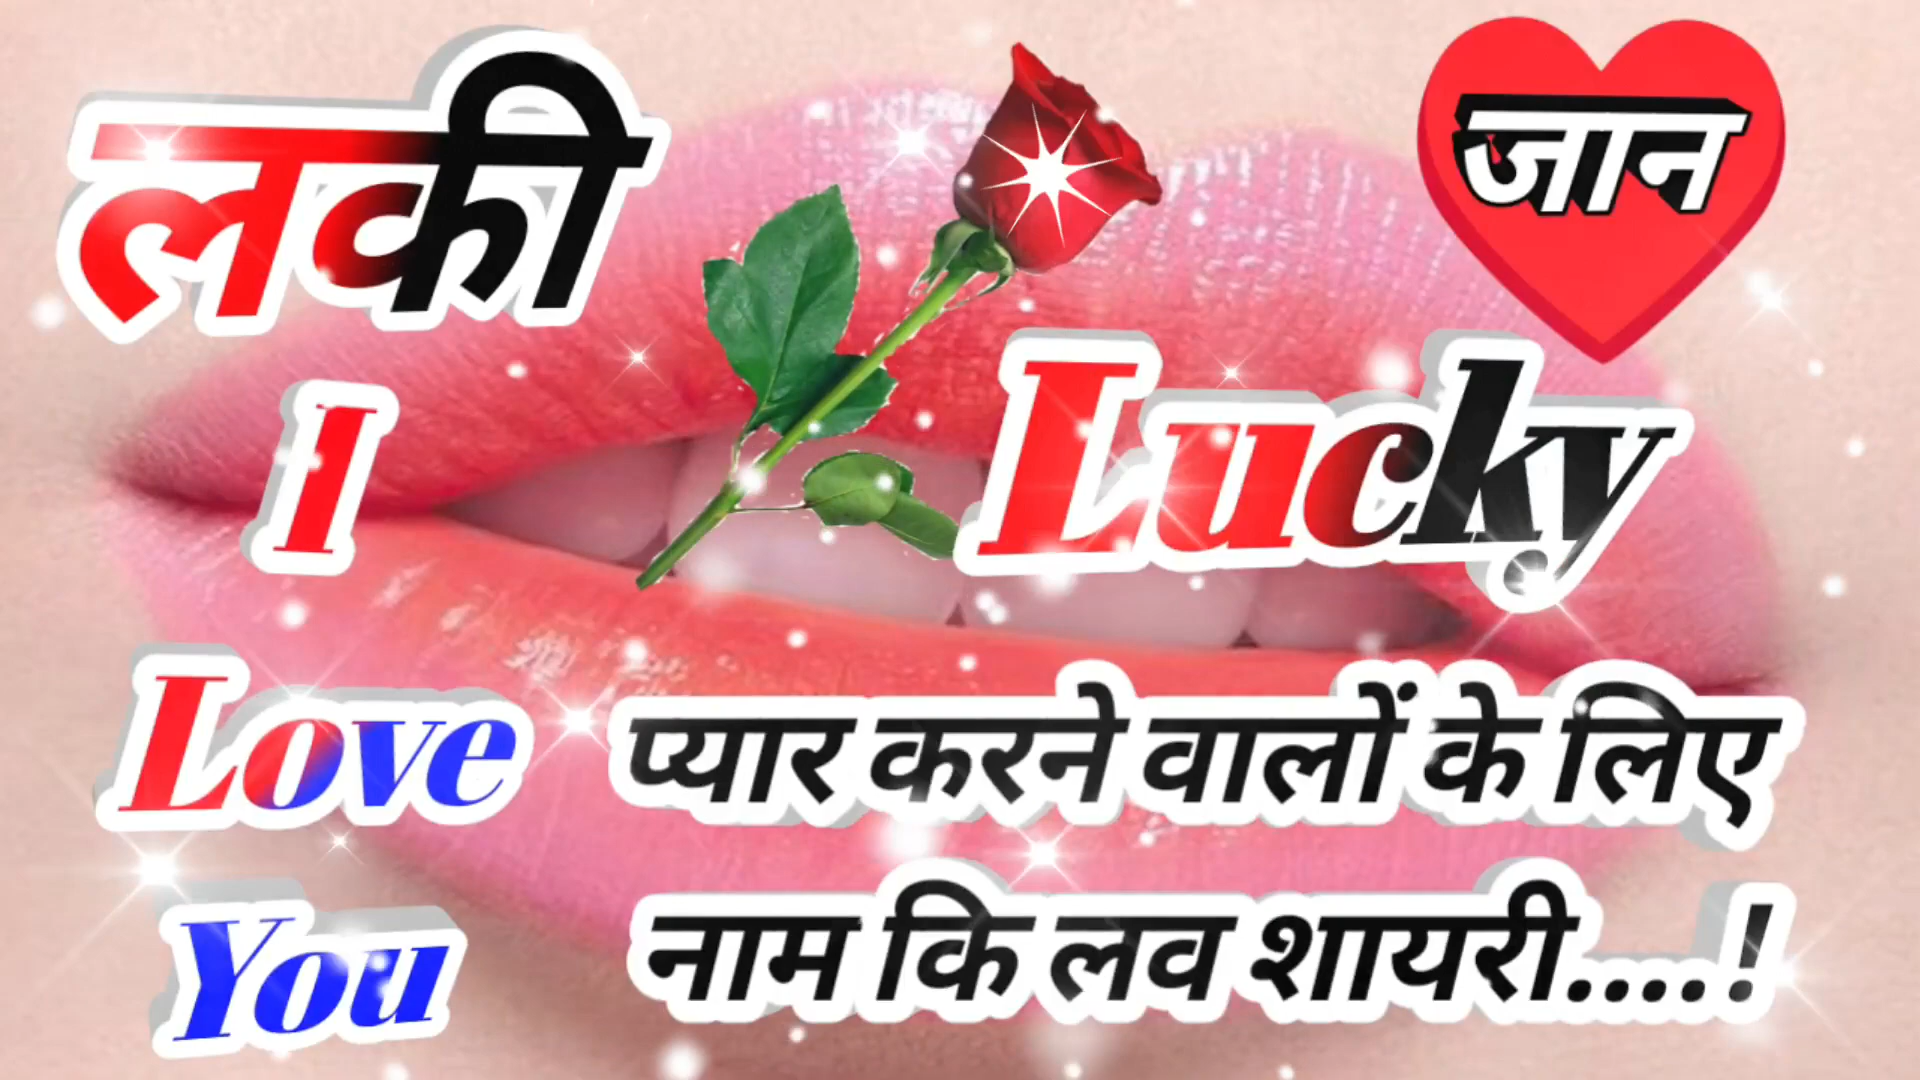 लकी
जान
I
Lucky
Love
You
प्यार करने वालों के लिए
नाम कि लव शायरी....!